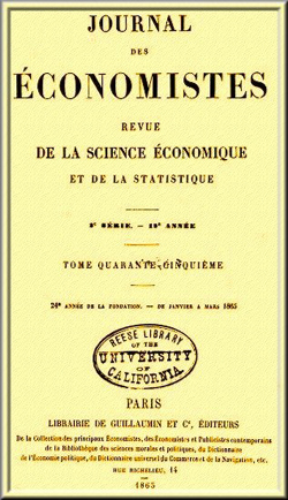 JOURNAL
DES
ÉCONOMISTES
REVUE
DE LA SCIENCE ÉCONOMIQUE
ET DE LA STATISTIQUE
2e SÉRIE. — 12e ANNÉE
TOME QUARANTE-CINQUIÈME
24e ANNÉE DE LA FONDATION. — DE JANVIER A MARS 1865
REESE LIBRARY
OF THE
UNIVERSITY
OF
CALIFORNIA.
PARIS
LIBRAIRIE DE GUILLAUMIN ET Ce, ÉDITEURS
De la Collection des principaux Économistes, des Économistes et Publicistes contemporains
de la Bibliothèque des sciences morales et politiques, du Dictionnaire
de l'Économie politique, du Dictionnaire universel du Commerce et de la Navigation, etc.
RUE RICHELIEU, 14
1865